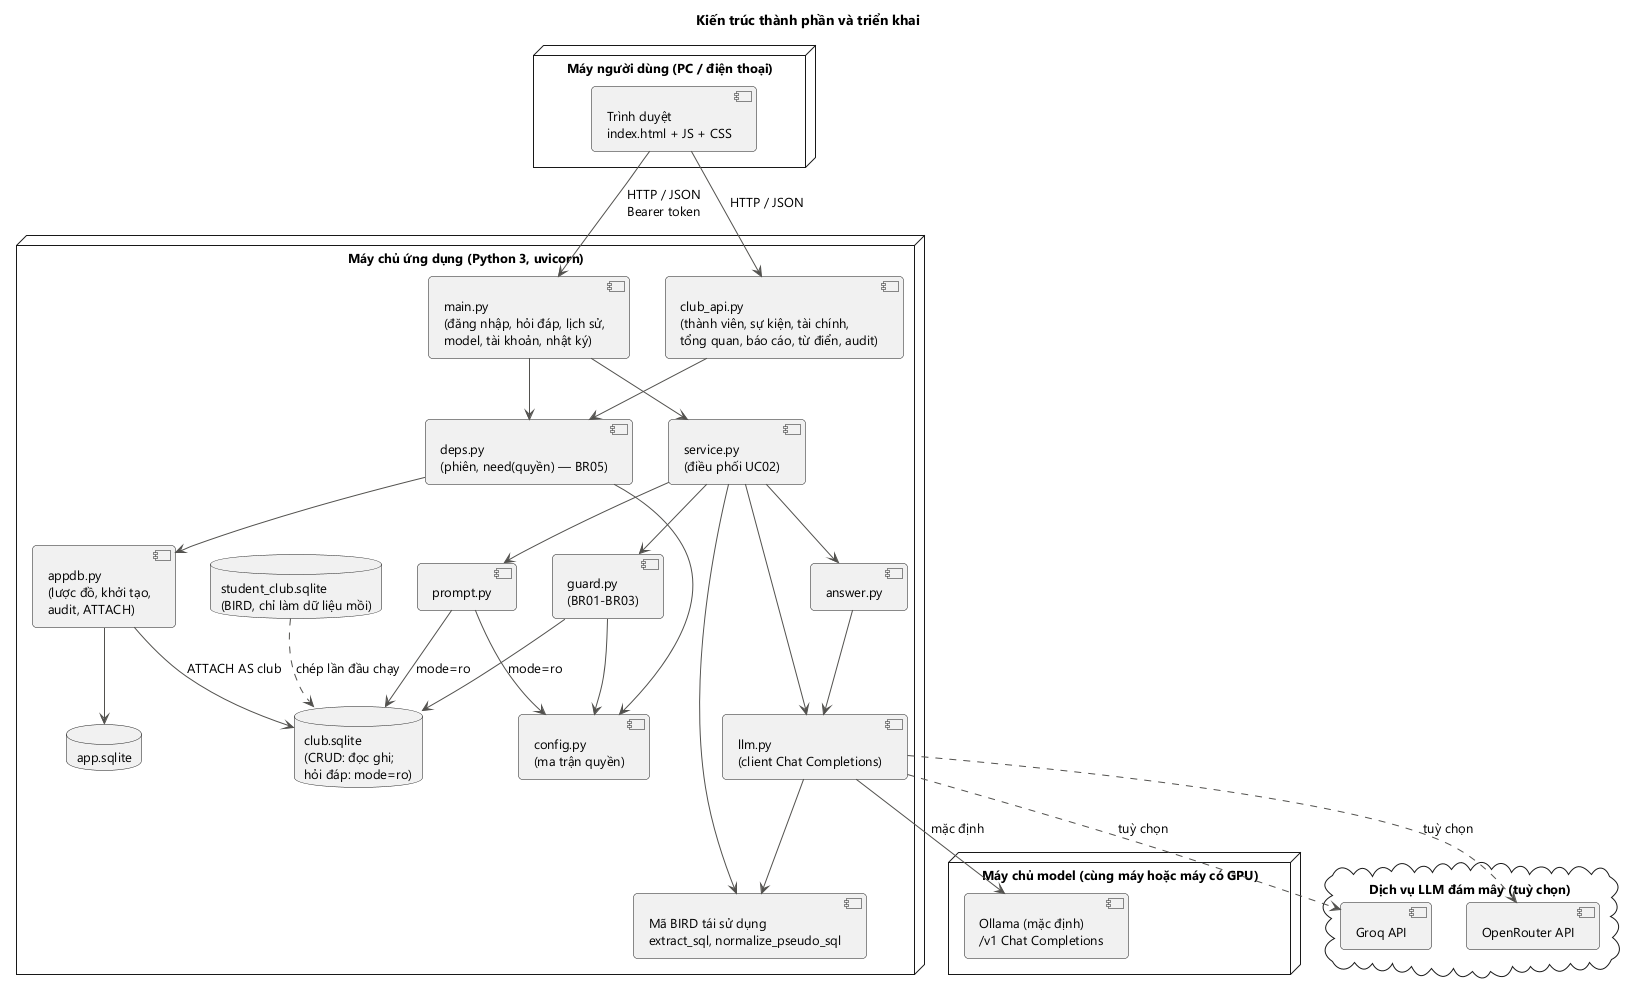 Kiến trúc thành phần và triển khai
Máy người dùng (PC / điện thoại)
Trình duyệt
index.html + JS + CSS
HTTP / JSON
Bearer token
HTTP / JSON
Máy chủ ứng dụng (Python 3, uvicorn)
main.py
(đăng nhập, hỏi đáp, lịch sử,
model, tài khoản, nhật ký)
club_api.py
(thành viên, sự kiện, tài chính,
tổng quan, báo cáo, từ điển, audit)
deps.py
(phiên, need(quyền) — BR05)
service.py
(điều phối UC02)
appdb.py
(lược đồ, khởi tạo,
audit, ATTACH)
student_club.sqlite
(BIRD, chỉ làm dữ liệu mồi)
prompt.py
guard.py
(BR01-BR03)
answer.py
ATTACH AS club
chép lần đầu chạy
mode=ro
mode=ro
app.sqlite
club.sqlite
(CRUD: đọc ghi;
hỏi đáp: mode=ro)
config.py
(ma trận quyền)
llm.py
(client Chat Completions)
mặc định
tuỳ chọn
tuỳ chọn
Mã BIRD tái sử dụng
extract_sql, normalize_pseudo_sql
Máy chủ model (cùng máy hoặc máy có GPU)
Ollama (mặc định)
/v1 Chat Completions
Dịch vụ LLM đám mây (tuỳ chọn)
Groq API
OpenRouter API